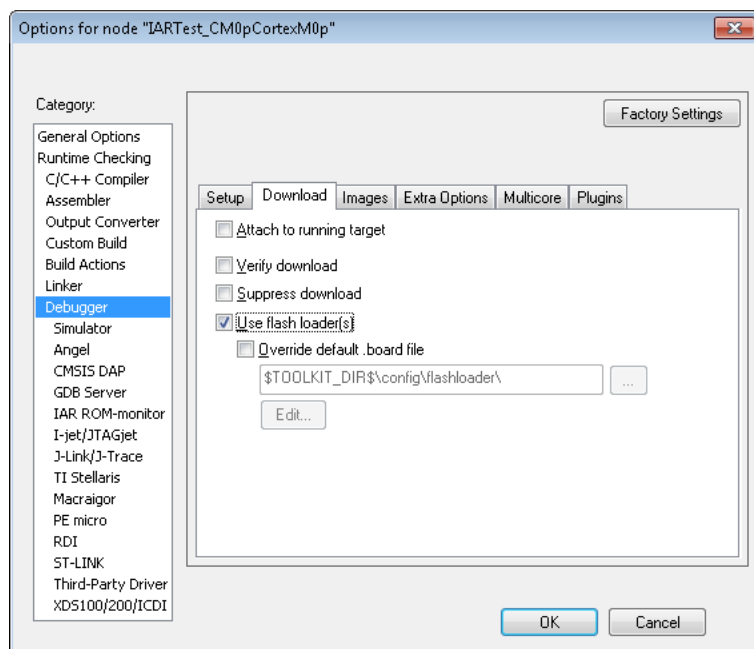 Options for node "IARTest_CM0pCortexM0p"
Category:
General Options
Runtime Checking
C/C++ Compiler
Assembler
Output Converter
Custom Build
Build Actions
Linker
Debugger
Simulator
Angel
CMSIS DAP
GDB Server
IAR ROM-monitor
I-jet/JTAGjet
J-Link/J-Trace
TI Stellaris
Macraigor
PE micro
RDI
ST-LINK
Third-Party Driver
XDS100/200/ICDI
Factory Settings
Setup Download Images Extra Options Multicore Plugins
Attach to running target
Verify download
Suppress download
Use flash loader(s)
Override default .board file
$TOOLKIT_DIR$\config\flashloader\
...
Edit...
OK Cancel